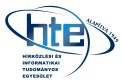 hte
ALAPÍTVA 1949
HÍRKÖZLÉSI ÉS
INFORMATIKAI
TUDOMÁNYOS
EGYESÜLET